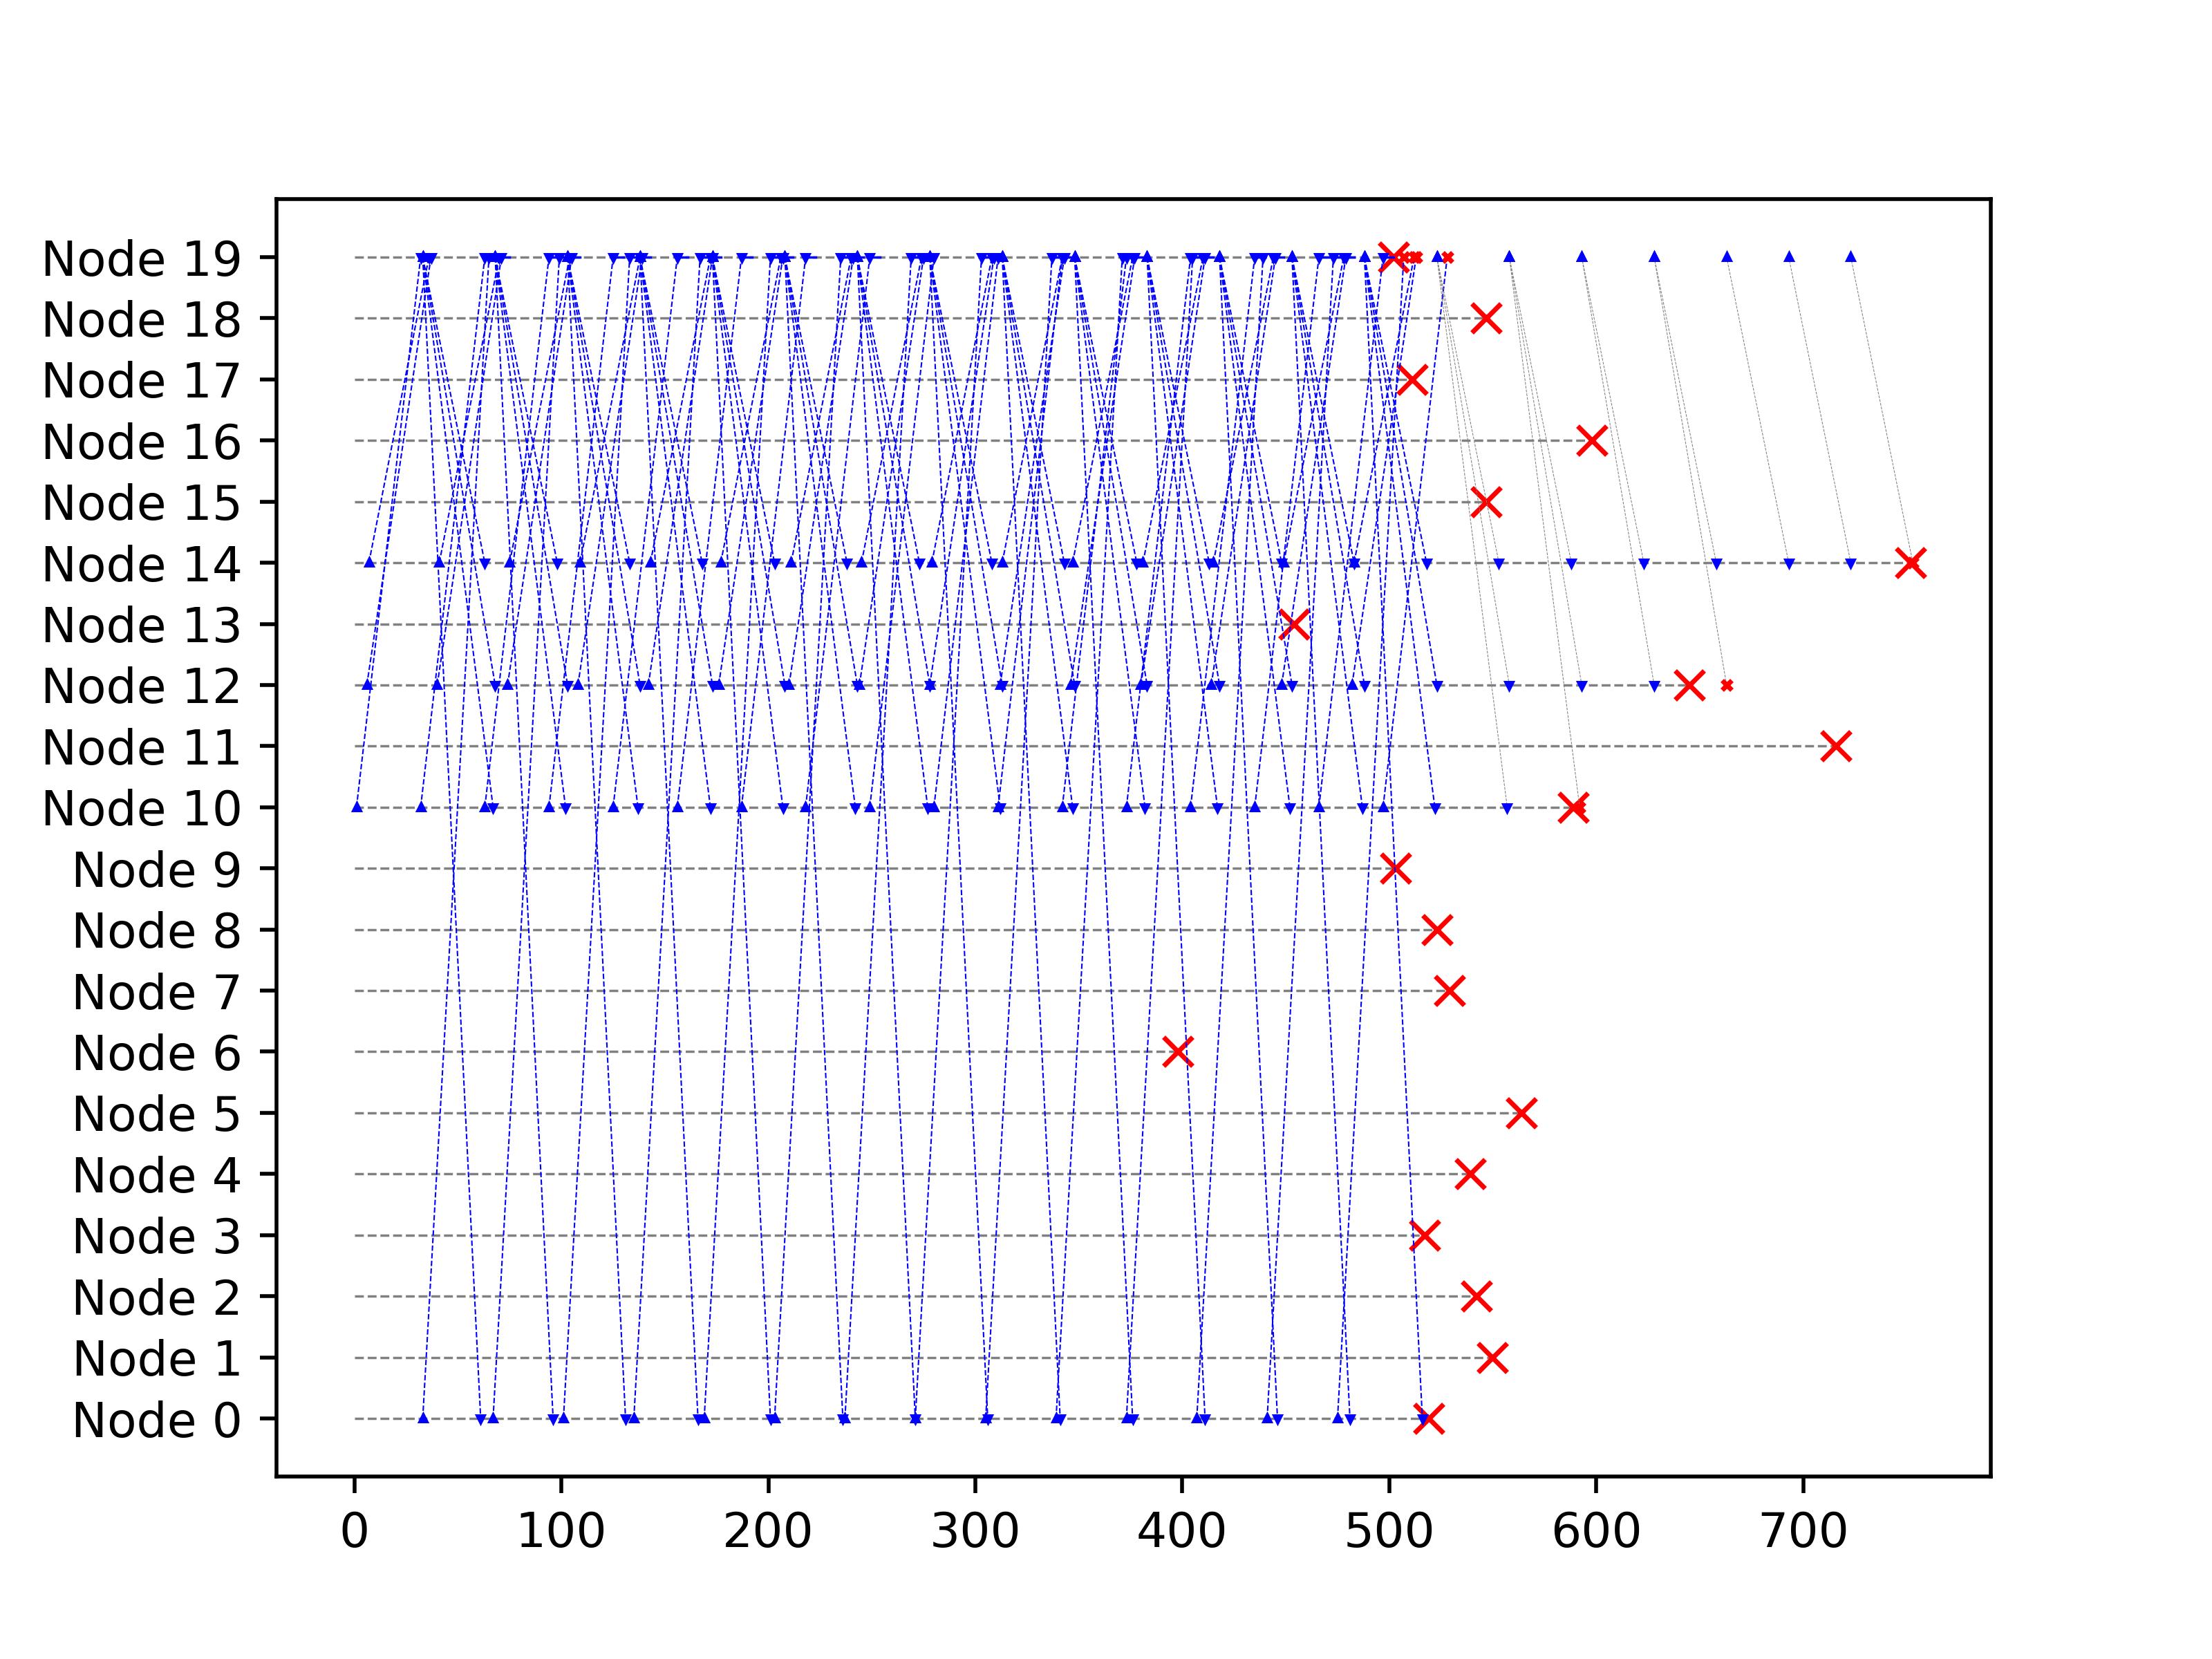 Node 19
Node 18
Node 17
Node 16
Node 15
Node 14
Node 13
Node 12
Node 11
Node 10
Node 9
Node 8
Node 7
Node 6
Node 5
Node 4
Node 3
Node 2
Node 1
Node 0
0 100 200 300 400 500 600 700